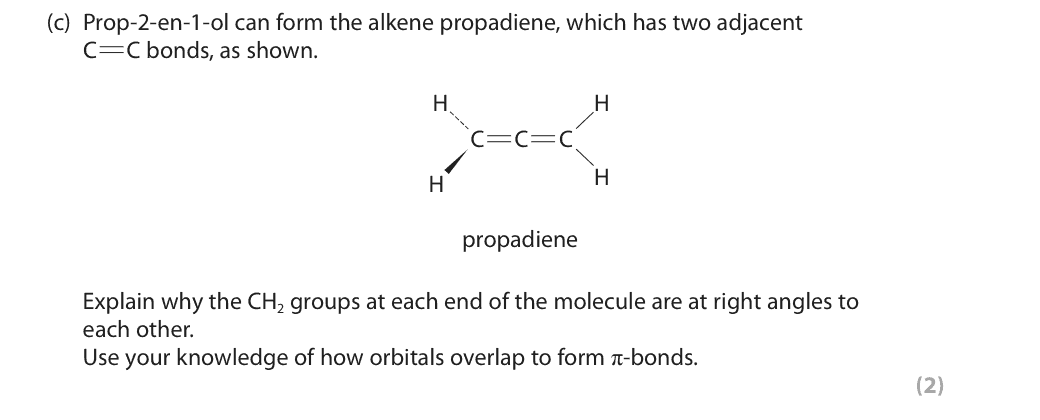 (c) Prop-2-en-1-ol can form the alkene propadiene, which has two adjacent
C=C bonds, as shown.
H H
C=C=C
H H
propadiene
Explain why the CH₂ groups at each end of the molecule are at right angles to
each other.
Use your knowledge of how orbitals overlap to form π-bonds.
(2)